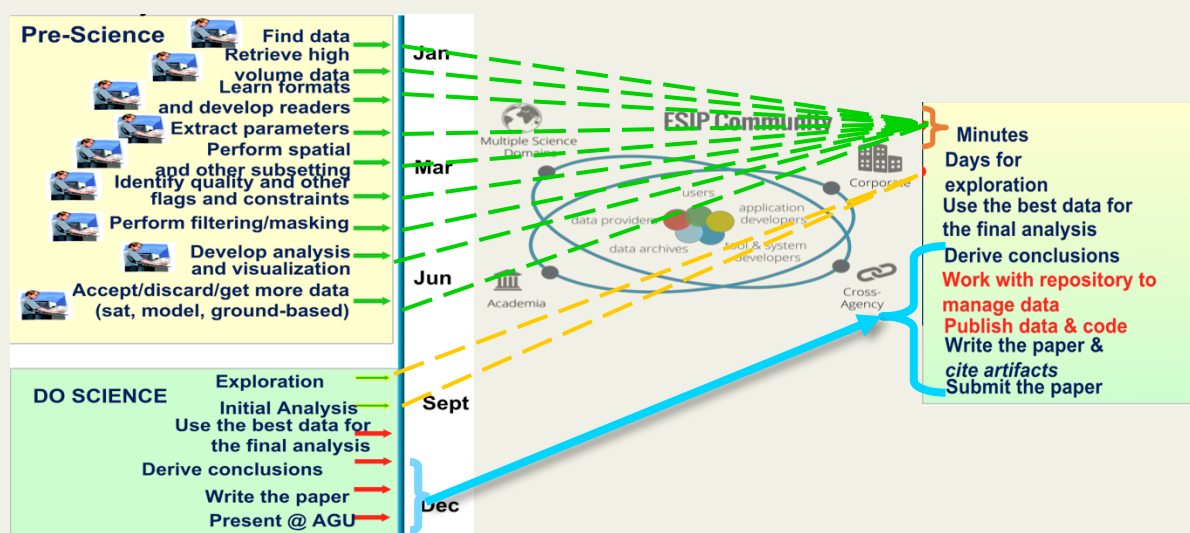 Pre-Science
Find data
Retrieve high
volume data
Learn formats
and develop readers
Extract parameters
Perform spatial
and other subsetting
Identify quality and other
flags and constraints
Perform filtering/masking
Develop analysis
and visualization
Accept/discard/get more data
(sat, model, ground-based)
DO SCIENCE
Exploration
Initial Analysis
Use the best data for
the final analysis
Derive conclusions
Write the paper
Present @ AGU
Jan
Mar
Jun
Sept
Dec
ESIP Community
Multiple Science
Domains
Corporate
users
data providers
application
developers
data archives
tool & system
developers
Academia
Cross-
Agency
Minutes
Days for
exploration
Use the best data for
the final analysis
Derive conclusions
Work with repository to
manage data
Publish data & code
Write the paper &
cite artifacts
Submit the paper